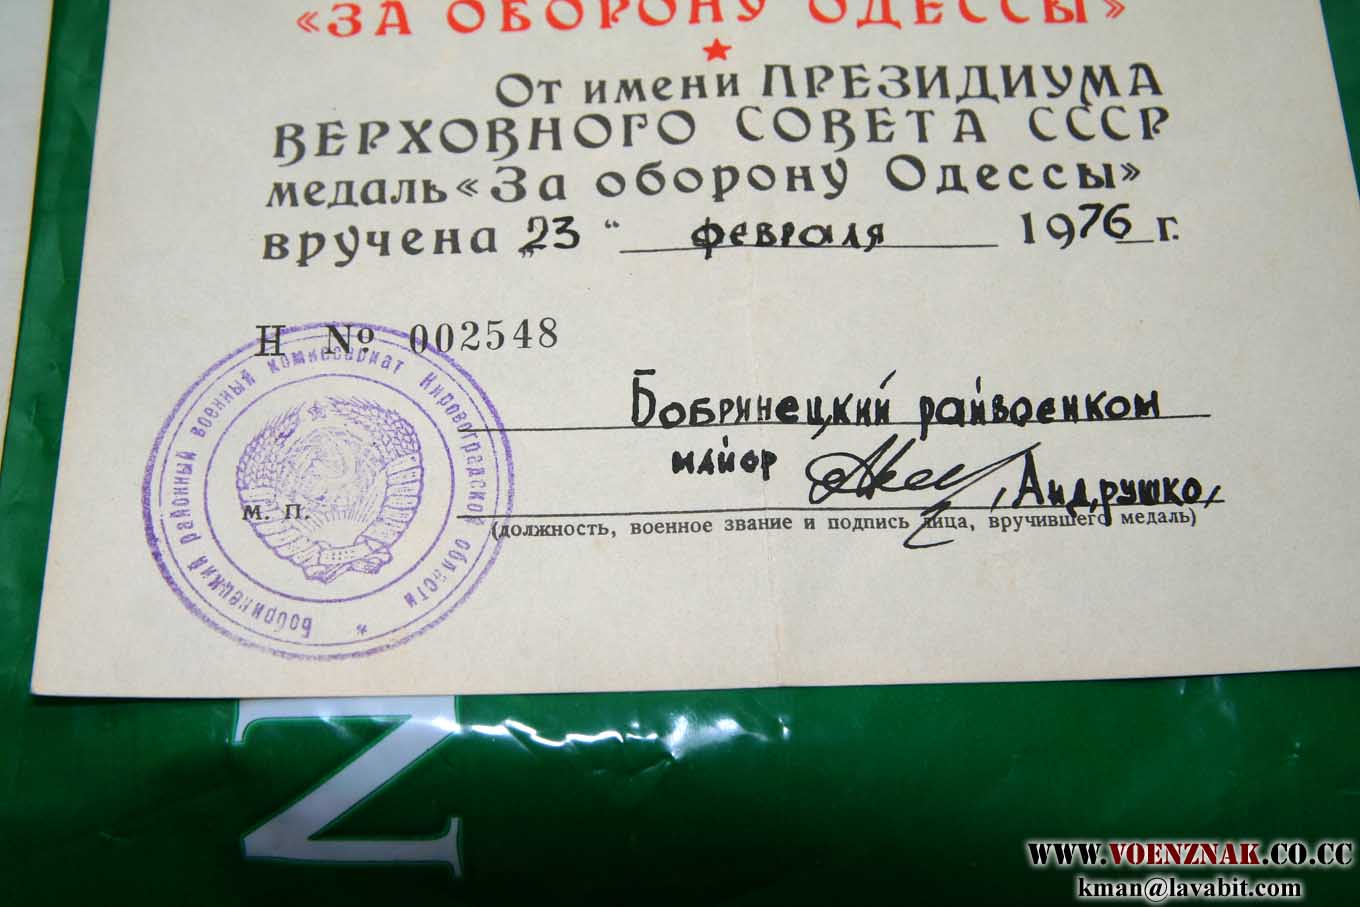 «ЗА ОБОРОНУ ОДЕССЫ»
От имени ПРЕЗИДИУМА
ВЕРХОВНОГО СОВЕТА СССР
медаль «За оборону Одессы»
вручена „23“ февраля 1976 г.
Н № 002548
Бобринецкий райвоенком
майор Андрушко
м. п.
(должность, военное звание и подпись лица, вручившего медаль)
Бобринецкий районный военный комиссариат Кировоградской области *
N
WWW.VOENZNAK.CO.CC
kman@lavabit.com